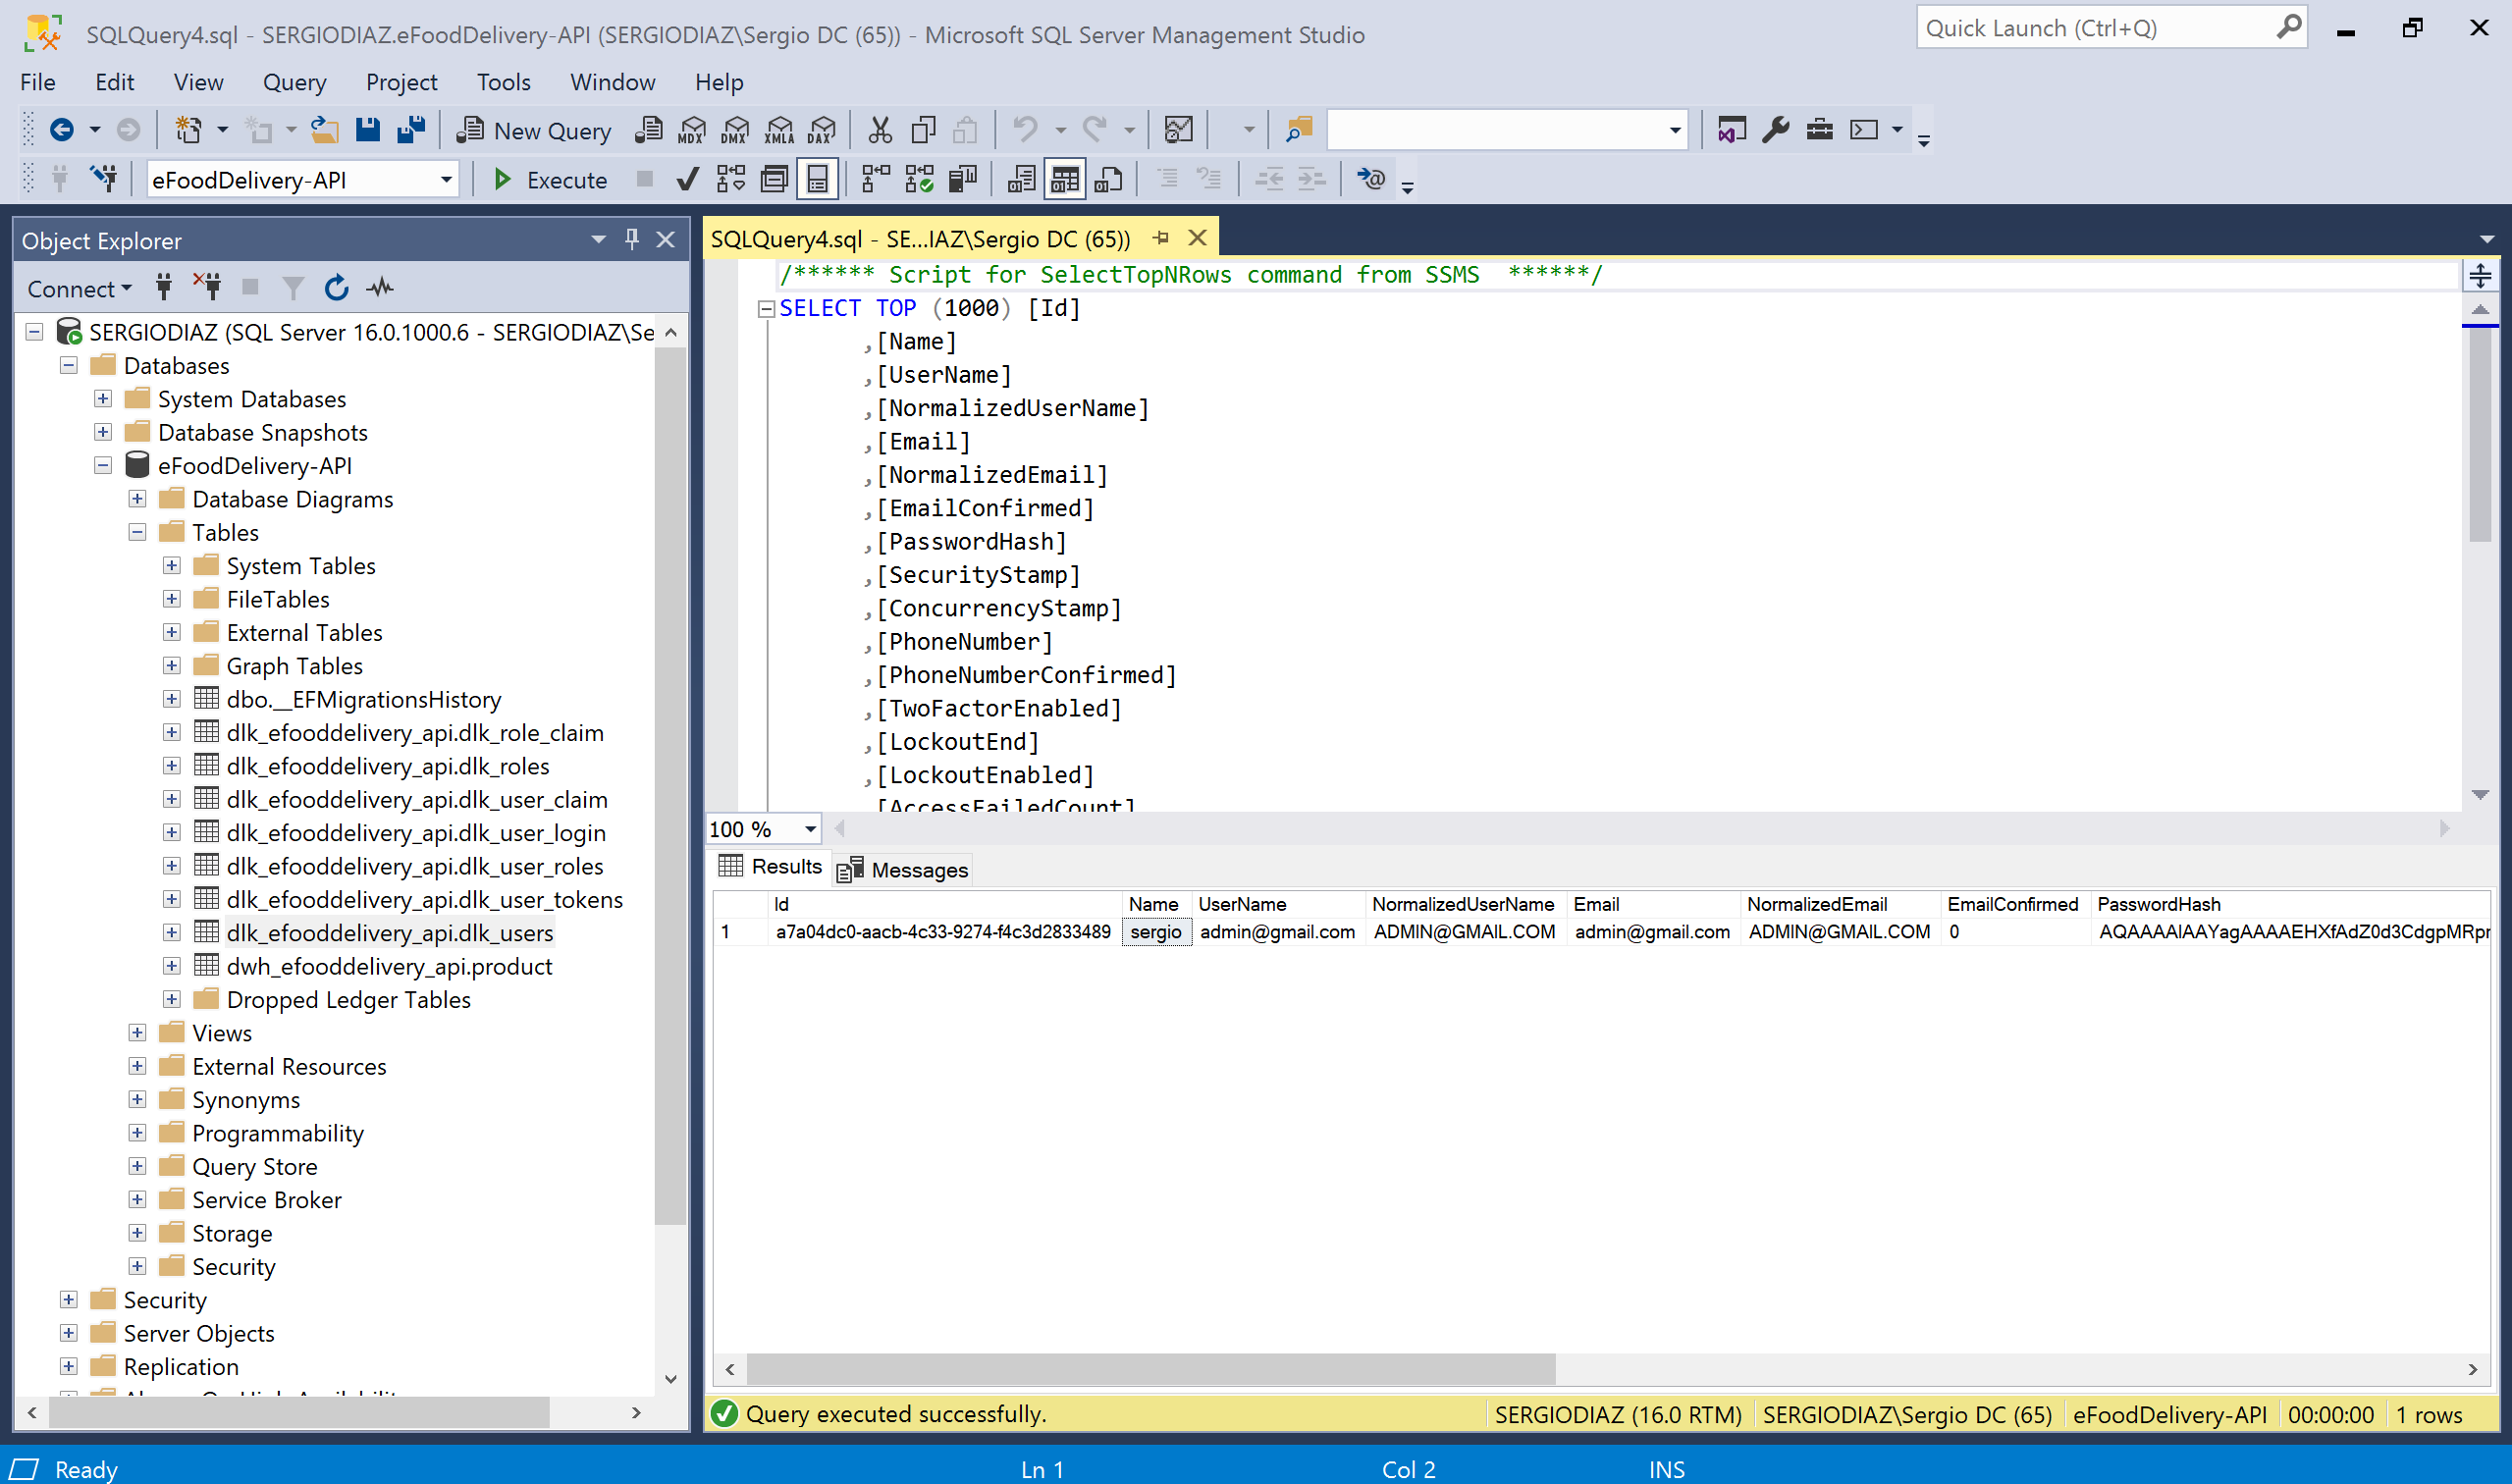 SQLQuery4.sql - SERGIODIAZ.eFoodDelivery-API (SERGIODIAZ\Sergio DC (65)) - Microsoft SQL Server Management Studio
Quick Launch (Ctrl+Q)
File Edit View Query Project Tools Window Help
New Query MDX DMX XMLA DAX
eFoodDelivery-API Execute
Object Explorer
Connect
SERGIODIAZ (SQL Server 16.0.1000.6 - SERGIODIAZ\Se
Databases
System Databases
Database Snapshots
eFoodDelivery-API
Database Diagrams
Tables
System Tables
FileTables
External Tables
Graph Tables
dbo.__EFMigrationsHistory
dlk_efooddelivery_api.dlk_role_claim
dlk_efooddelivery_api.dlk_roles
dlk_efooddelivery_api.dlk_user_claim
dlk_efooddelivery_api.dlk_user_login
dlk_efooddelivery_api.dlk_user_roles
dlk_efooddelivery_api.dlk_user_tokens
dlk_efooddelivery_api.dlk_users
dwh_efooddelivery_api.product
Dropped Ledger Tables
Views
External Resources
Synonyms
Programmability
Query Store
Service Broker
Storage
Security
Security
Server Objects
Replication
SQLQuery4.sql - SE...IAZ\Sergio DC (65))
/****** Script for SelectTopNRows command from SSMS ******/
SELECT TOP (1000) [Id]
,[Name]
,[UserName]
,[NormalizedUserName]
,[Email]
,[NormalizedEmail]
,[EmailConfirmed]
,[PasswordHash]
,[SecurityStamp]
,[ConcurrencyStamp]
,[PhoneNumber]
,[PhoneNumberConfirmed]
,[TwoFactorEnabled]
,[LockoutEnd]
,[LockoutEnabled]
,[AccessFailedCount]
100 %
Results Messages
Id Name UserName NormalizedUserName Email NormalizedEmail EmailConfirmed PasswordHash
1 a7a04dc0-aacb-4c33-9274-f4c3d2833489 sergio admin@gmail.com ADMIN@GMAIL.COM admin@gmail.com ADMIN@GMAIL.COM 0 AQAAAAIAAYagAAAAEHXfAdZ0d3CdgpMRpr
Query executed successfully. SERGIODIAZ (16.0 RTM) SERGIODIAZ\Sergio DC (65) eFoodDelivery-API 00:00:00 1 rows
Ready Ln 1 Col 2 INS